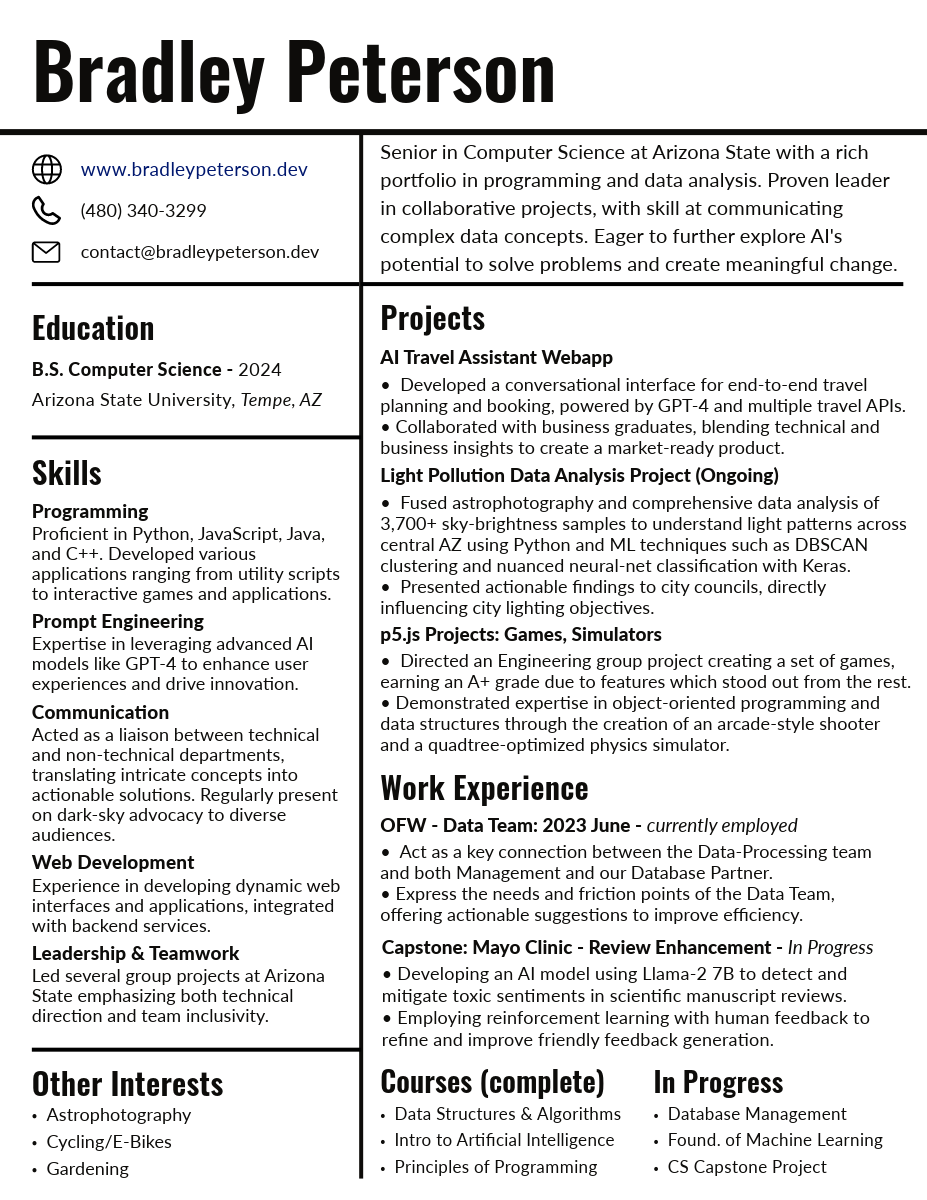 Bradley Peterson
www.bradleypeterson.dev
(480) 340-3299
contact@bradleypeterson.dev
Senior in Computer Science at Arizona State with a rich
portfolio in programming and data analysis. Proven leader
in collaborative projects, with skill at communicating
complex data concepts. Eager to further explore AI's
potential to solve problems and create meaningful change.
Education
B.S. Computer Science - 2024
Arizona State University, Tempe, AZ
Skills
Programming
Proficient in Python, JavaScript, Java,
and C++. Developed various
applications ranging from utility scripts
to interactive games and applications.
Prompt Engineering
Expertise in leveraging advanced AI
models like GPT-4 to enhance user
experiences and drive innovation.
Communication
Acted as a liaison between technical
and non-technical departments,
translating intricate concepts into
actionable solutions. Regularly present
on dark-sky advocacy to diverse
audiences.
Web Development
Experience in developing dynamic web
interfaces and applications, integrated
with backend services.
Leadership & Teamwork
Led several group projects at Arizona
State emphasizing both technical
direction and team inclusivity.
Other Interests
• Astrophotography
• Cycling/E-Bikes
• Gardening
Projects
AI Travel Assistant Webapp
• Developed a conversational interface for end-to-end travel
planning and booking, powered by GPT-4 and multiple travel APIs.
• Collaborated with business graduates, blending technical and
business insights to create a market-ready product.
Light Pollution Data Analysis Project (Ongoing)
• Fused astrophotography and comprehensive data analysis of
3,700+ sky-brightness samples to understand light patterns across
central AZ using Python and ML techniques such as DBSCAN
clustering and nuanced neural-net classification with Keras.
• Presented actionable findings to city councils, directly
influencing city lighting objectives.
p5.js Projects: Games, Simulators
• Directed an Engineering group project creating a set of games,
earning an A+ grade due to features which stood out from the rest.
• Demonstrated expertise in object-oriented programming and
data structures through the creation of an arcade-style shooter
and a quadtree-optimized physics simulator.
Work Experience
OFW - Data Team: 2023 June - currently employed
• Act as a key connection between the Data-Processing team
and both Management and our Database Partner.
• Express the needs and friction points of the Data Team,
offering actionable suggestions to improve efficiency.
Capstone: Mayo Clinic - Review Enhancement - In Progress
• Developing an AI model using Llama-2 7B to detect and
mitigate toxic sentiments in scientific manuscript reviews.
• Employing reinforcement learning with human feedback to
refine and improve friendly feedback generation.
Courses (complete)
• Data Structures & Algorithms
• Intro to Artificial Intelligence
• Principles of Programming
In Progress
• Database Management
• Found. of Machine Learning
• CS Capstone Project